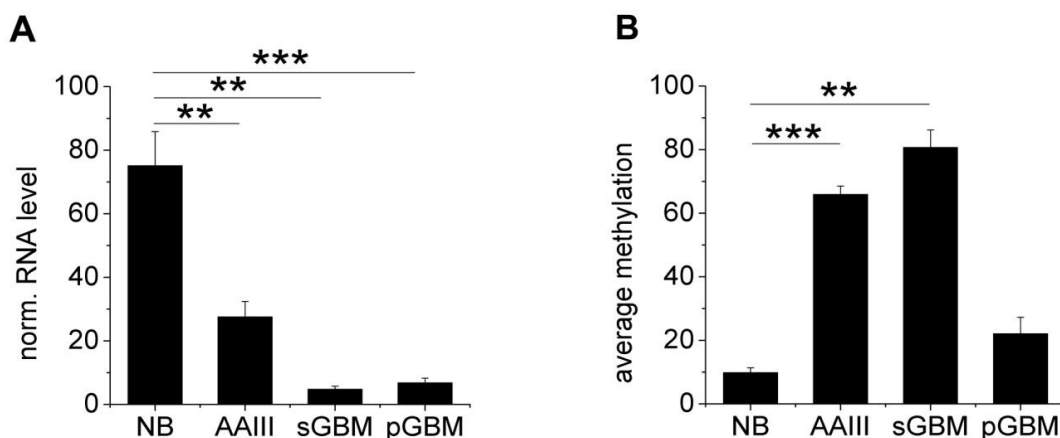 A
***
**
**
100
80
60
40
20
0
norm. RNA level
NB AAIII sGBM pGBM
B
**
***
100
80
60
40
20
0
average methylation
NB AAIII sGBM pGBM